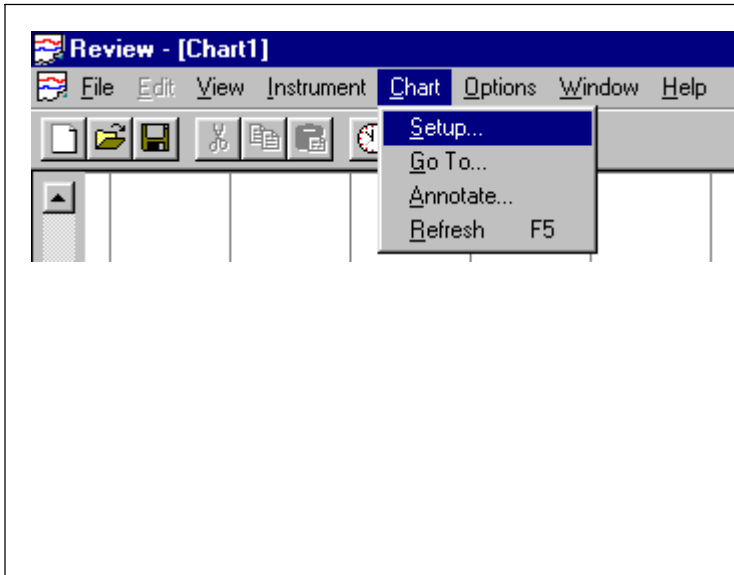 Review - [Chart1]
File Edit View Instrument Chart Options Window Help
Setup...
Go To...
Annotate...
Refresh F5